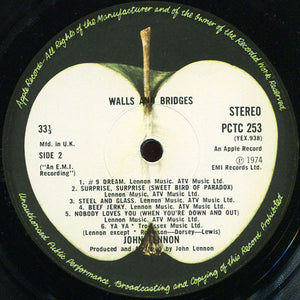 Apple Records · All Rights of the Manufacturer and of the Owner of the Recorded Work Reserved
WALLS AND BRIDGES
33⅓
STEREO
Mfd. in U.K.
PCTC 253
(YEX.938)
SIDE 2
An Apple Record
("An E.M.I.
Recording")
℗ 1974
EMI Records Ltd.
1. #9 DREAM. Lennon Music. ATV Music Ltd.
2. SURPRISE, SURPRISE (SWEET BIRD OF PARADOX)
Lennon Music. ATV Music Ltd.
3. STEEL AND GLASS. Lennon Music. ATV Music Ltd.
4. BEEF JERKY. Lennon Music. ATV Music Ltd.
5. NOBODY LOVES YOU (WHEN YOU'RE DOWN AND OUT)
Lennon Music. ATV Music Ltd.
6. YA YA * Music Ltd.
(Lennon except * -Dorsey-Lewis)
JOHN LENNON
Produced and by John Lennon
Unauthorised Public Performance, Broadcasting and Copying of this Record Prohibited